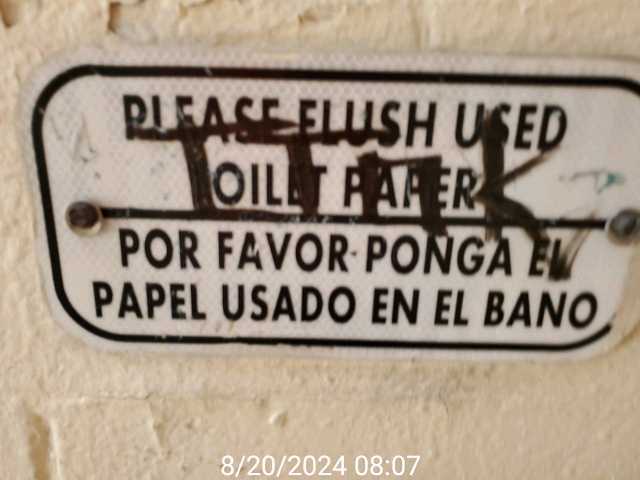 PLEASE FLUSH USED
TOILET PAPER
POR FAVOR PONGA EL
PAPEL USADO EN EL BANO
8/20/2024 08:07